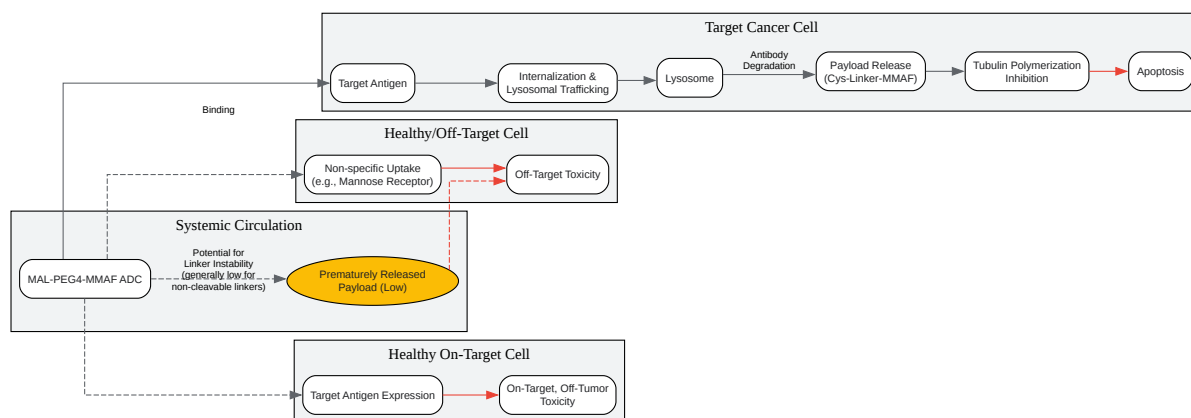 Target Cancer Cell
Target Antigen
Internalization &
Lysosomal Trafficking
Lysosome
Antibody
Degradation
Payload Release
(Cys-Linker-MMAF)
Tubulin Polymerization
Inhibition
Apoptosis
Binding
Healthy/Off-Target Cell
Non-specific Uptake
(e.g., Mannose Receptor)
Off-Target Toxicity
Systemic Circulation
MAL-PEG4-MMAF ADC
Potential for
Linker Instability
(generally low for
non-cleavable linkers)
Prematurely Released
Payload (Low)
Healthy On-Target Cell
Target Antigen Expression
On-Target, Off-Tumor
Toxicity